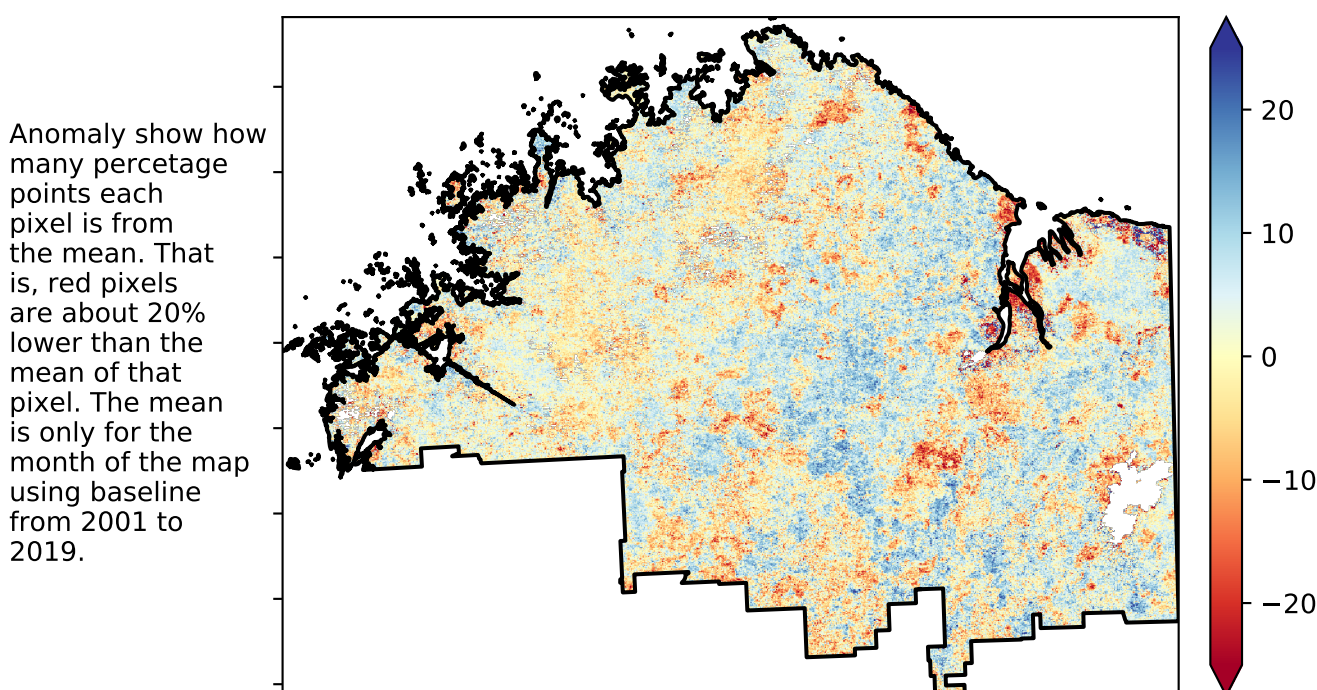 Anomaly show how
many percetage
points each
pixel is from
the mean. That
is, red pixels
are about 20%
lower than the
mean of that
pixel. The mean
is only for the
month of the map
using baseline
from 2001 to
2019.
20
10
0
−10
−20